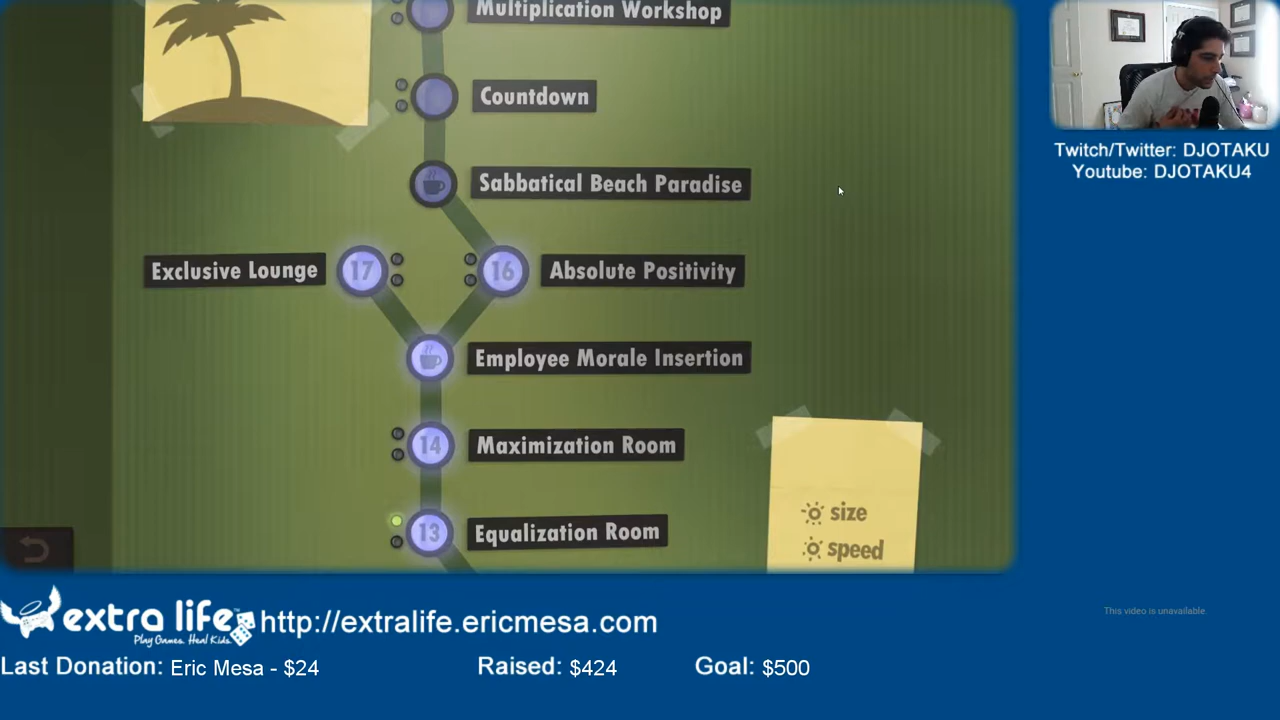 Multiplication Workshop
Countdown
Sabbatical Beach Paradise
Exclusive Lounge
17
16
Absolute Positivity
Employee Morale Insertion
14
Maximization Room
13
Equalization Room
size
speed
Twitch/Twitter: DJOTAKU
Youtube: DJOTAKU4
This video is unavailable.
extra life
Play Games. Heal Kids.
http://extralife.ericmesa.com
Last Donation: Eric Mesa - $24
Raised: $424
Goal: $500